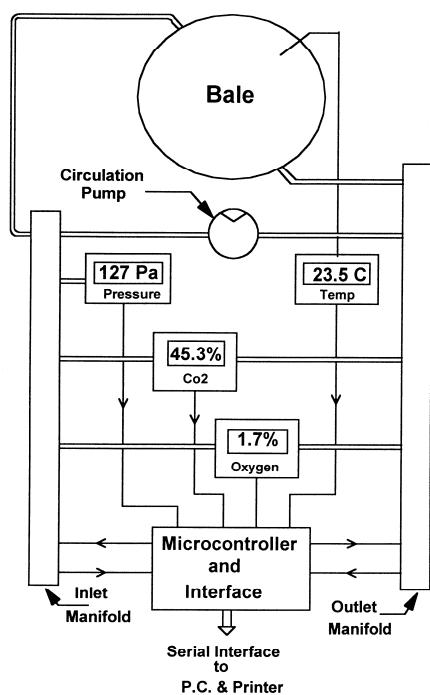 Bale
Circulation
Pump
127 Pa
Pressure
23.5 C
Temp
45.3%
Co2
1.7%
Oxygen
Microcontroller
and
Interface
Inlet
Manifold
Outlet
Manifold
Serial Interface
to
P.C. & Printer